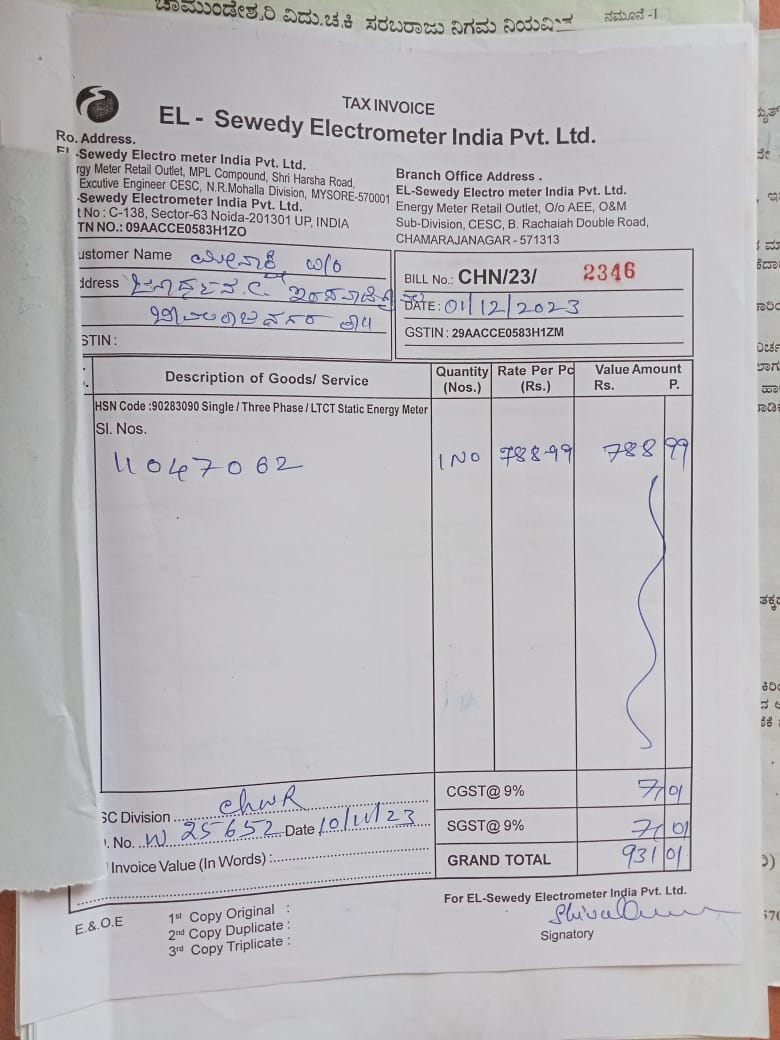 ಚಾಮುಂಡೇಶ್ವರಿ ವಿದ್ಯು.ಚ.ಕಿ ಸರಬರಾಜು ನಿಗಮ ನಿಯಮಿತ
ನಮೂನೆ -1
TAX INVOICE
EL - Sewedy Electrometer India Pvt. Ltd.
Ro. Address.
-Sewedy Electro meter India Pvt. Ltd.
rgy Meter Retail Outlet, MPL Compound, Shri Harsha Road,
Excutive Engineer CESC, N.R.Mohalla Division, MYSORE-570001
-Sewedy Electrometer India Pvt. Ltd.
t No : C-138, Sector-63 Noida-201301 UP, INDIA
TN NO.: 09AACCE0583H1ZO
Branch Office Address .
EL-Sewedy Electro meter India Pvt. Ltd.
Energy Meter Retail Outlet, O/o AEE, O&M
Sub-Division, CESC, B. Rachaiah Double Road,
CHAMARAJANAGAR - 571313
ustomer Name
ddress
STIN :
BILL No.: CHN/23/ 2346
DATE : 01/12/2023
GSTIN : 29AACCE0583H1ZM
Description of Goods/ Service
Quantity (Nos.)
Rate Per Pc (Rs.)
Value Amount
Rs. P.
HSN Code :90283090 Single / Three Phase / LTCT Static Energy Meter
Sl. Nos.
11047062 1 NO 788-99 788 99
CGST@ 9% 71 01
SGST@ 9% 71 01
GRAND TOTAL 931 01
SC Division chnR
. No. W 25652 Date 10/11/23
Invoice Value (In Words) :
E.&.O.E
1st Copy Original :
2nd Copy Duplicate :
3rd Copy Triplicate :
For EL-Sewedy Electrometer India Pvt. Ltd.
Signatory